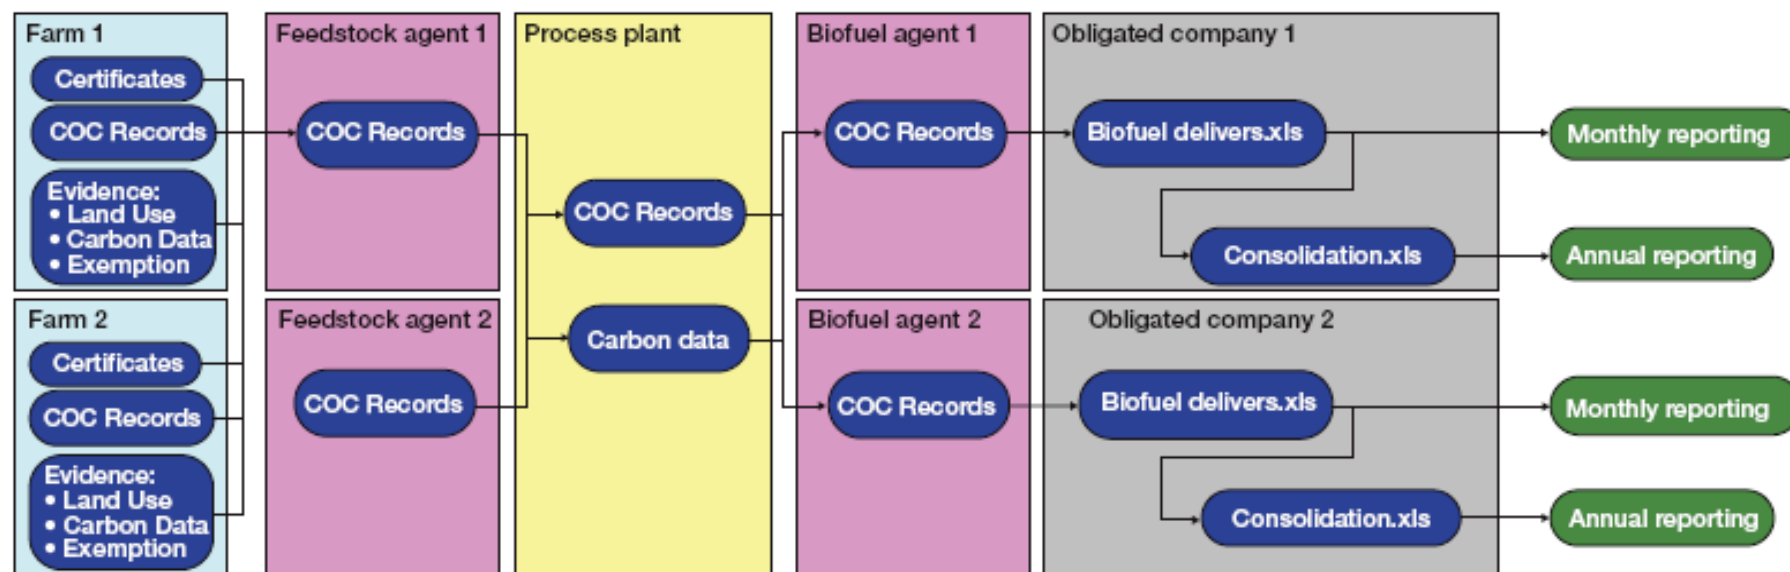 Farm 1
Certificates
COC Records
Evidence:
• Land Use
• Carbon Data
• Exemption
Feedstock agent 1
COC Records
Process plant
COC Records
Carbon data
Biofuel agent 1
COC Records
Obligated company 1
Biofuel delivers.xls
Consolidation.xls
Monthly reporting
Annual reporting
Farm 2
Certificates
COC Records
Evidence:
• Land Use
• Carbon Data
• Exemption
Feedstock agent 2
COC Records
Biofuel agent 2
COC Records
Obligated company 2
Biofuel delivers.xls
Consolidation.xls
Monthly reporting
Annual reporting